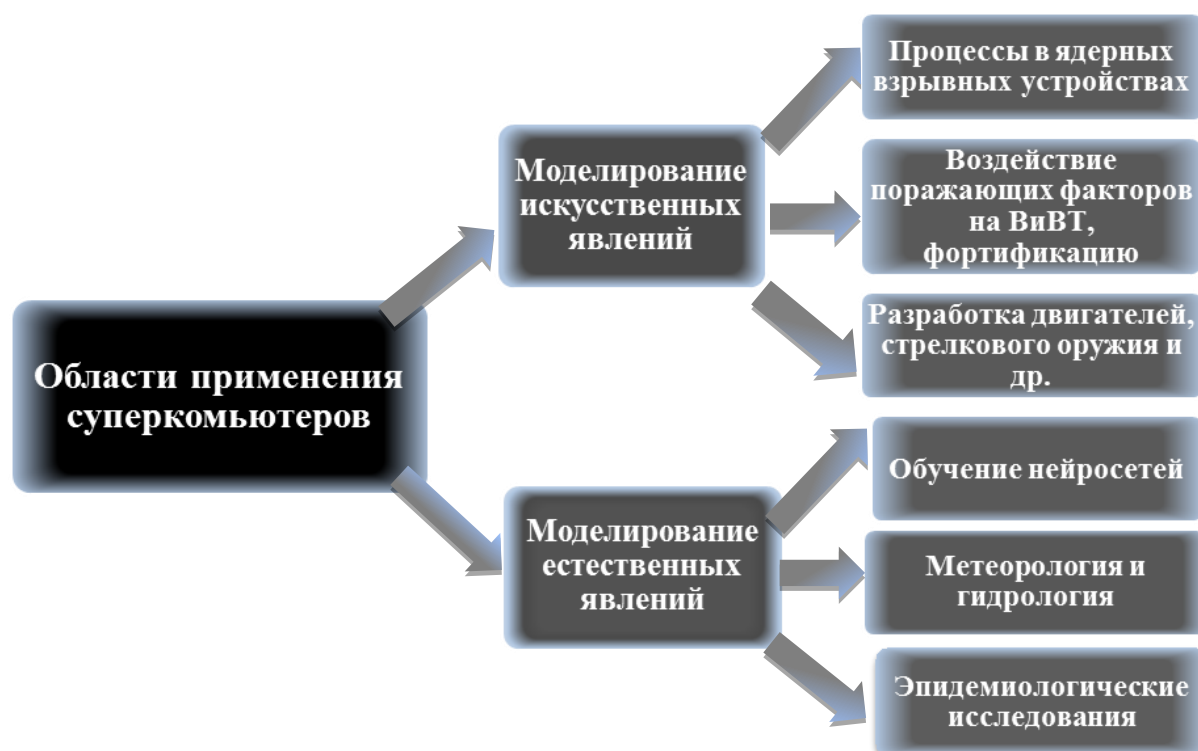 Области применения
суперкомьютеров
Моделирование
искусственных
явлений
Процессы в ядерных
взрывных устройствах
Воздействие
поражающих факторов
на ВиВТ,
фортификацию
Разработка двигателей,
стрелкового оружия и
др.
Моделирование
естественных
явлений
Обучение нейросетей
Метеорология и
гидрология
Эпидемиологические
исследования